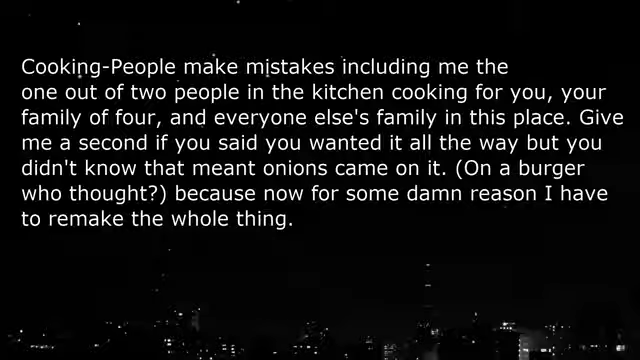 Cooking-People make mistakes including me the
one out of two people in the kitchen cooking for you, your
family of four, and everyone else's family in this place. Give
me a second if you said you wanted it all the way but you
didn't know that meant onions came on it. (On a burger
who thought?) because now for some damn reason I have
to remake the whole thing.